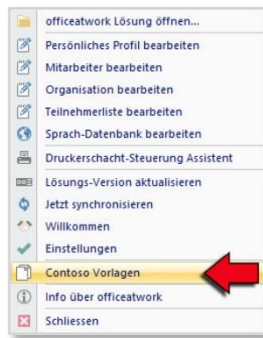 officeatwork Lösung öffnen...
Persönliches Profil bearbeiten
Mitarbeiter bearbeiten
Organisation bearbeiten
Teilnehmerliste bearbeiten
Sprach-Datenbank bearbeiten
Druckerschacht-Steuerung Assistent
Lösungs-Version aktualisieren
Jetzt synchronisieren
Willkommen
Einstellungen
Contoso Vorlagen
Info über officeatwork
Schliessen